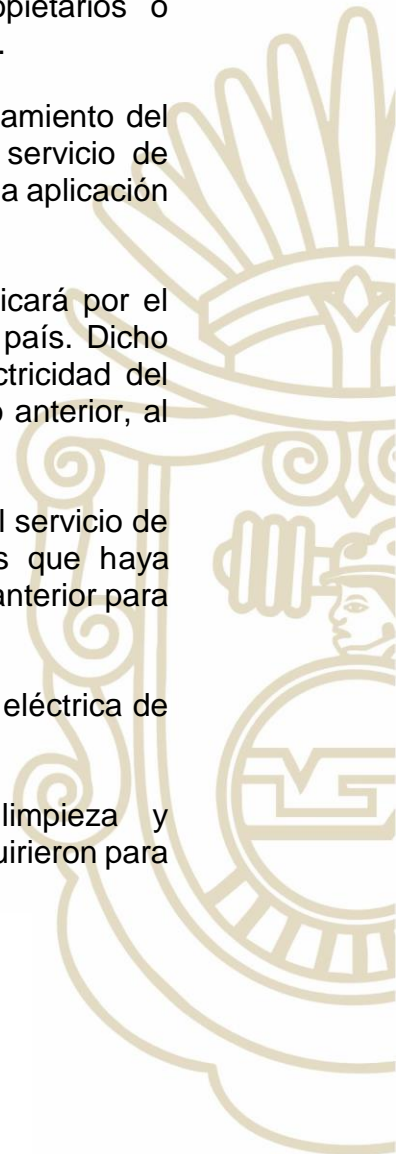 opietarios o
.
amiento del
servicio de
a aplicación
icará por el
país. Dicho
ctricidad del
o anterior, al
l servicio de
s que haya
anterior para
eléctrica de
limpieza y
uirieron para